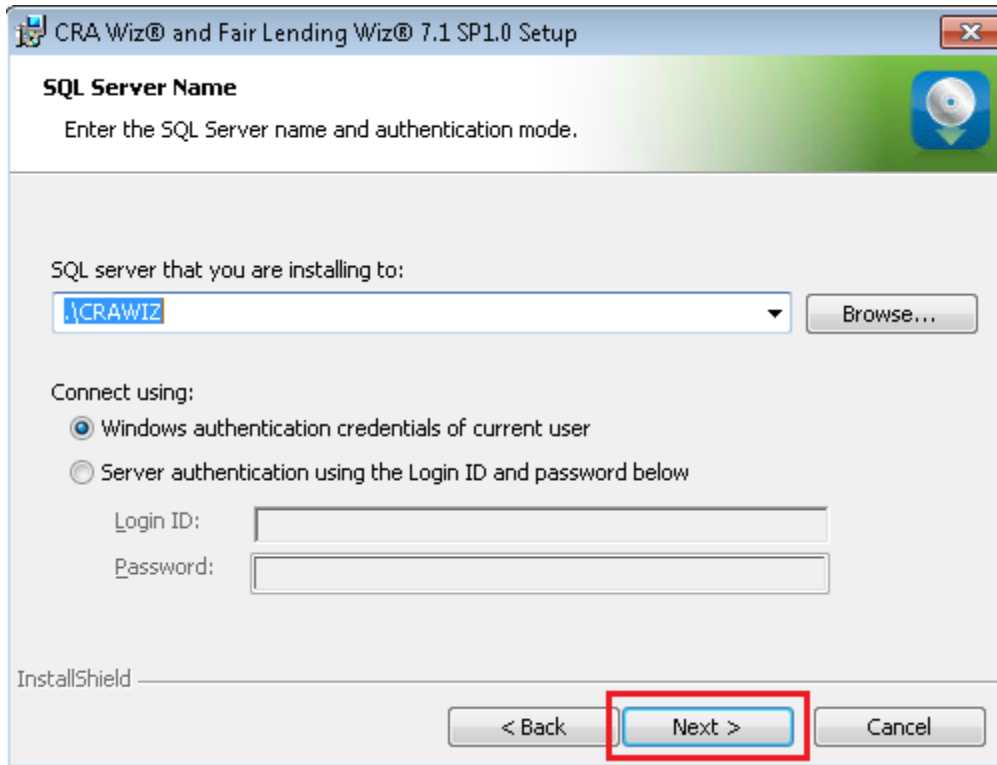 CRA Wiz® and Fair Lending Wiz® 7.1 SP1.0 Setup
SQL Server Name
Enter the SQL Server name and authentication mode.
SQL server that you are installing to:
.\CRAWIZ
Browse...
Connect using:
Windows authentication credentials of current user
Server authentication using the Login ID and password below
Login ID:
Password:
InstallShield
< Back
Next >
Cancel